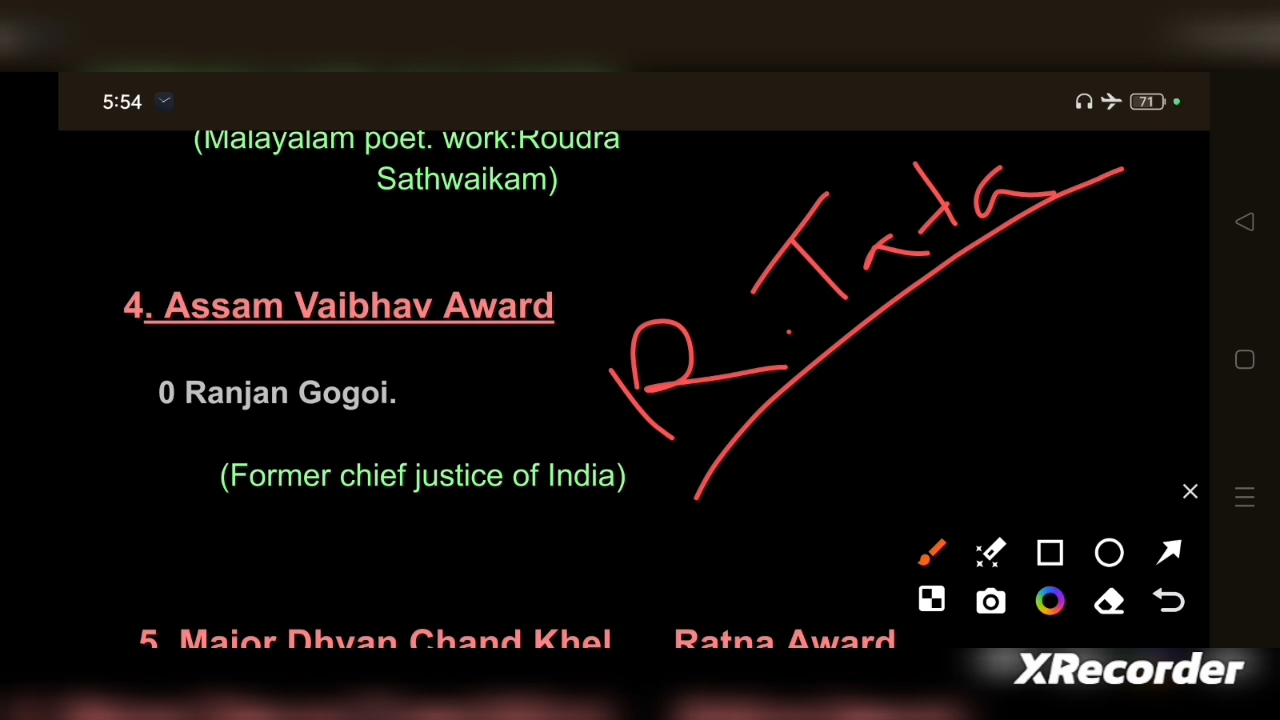 5:54
71
(Malayalam poet. work:Roudra
Sathwaikam)
R. Tata
4. Assam Vaibhav Award
0 Ranjan Gogoi.
(Former chief justice of India)
5. Major Dhyan Chand Khel Ratna Award
XRecorder